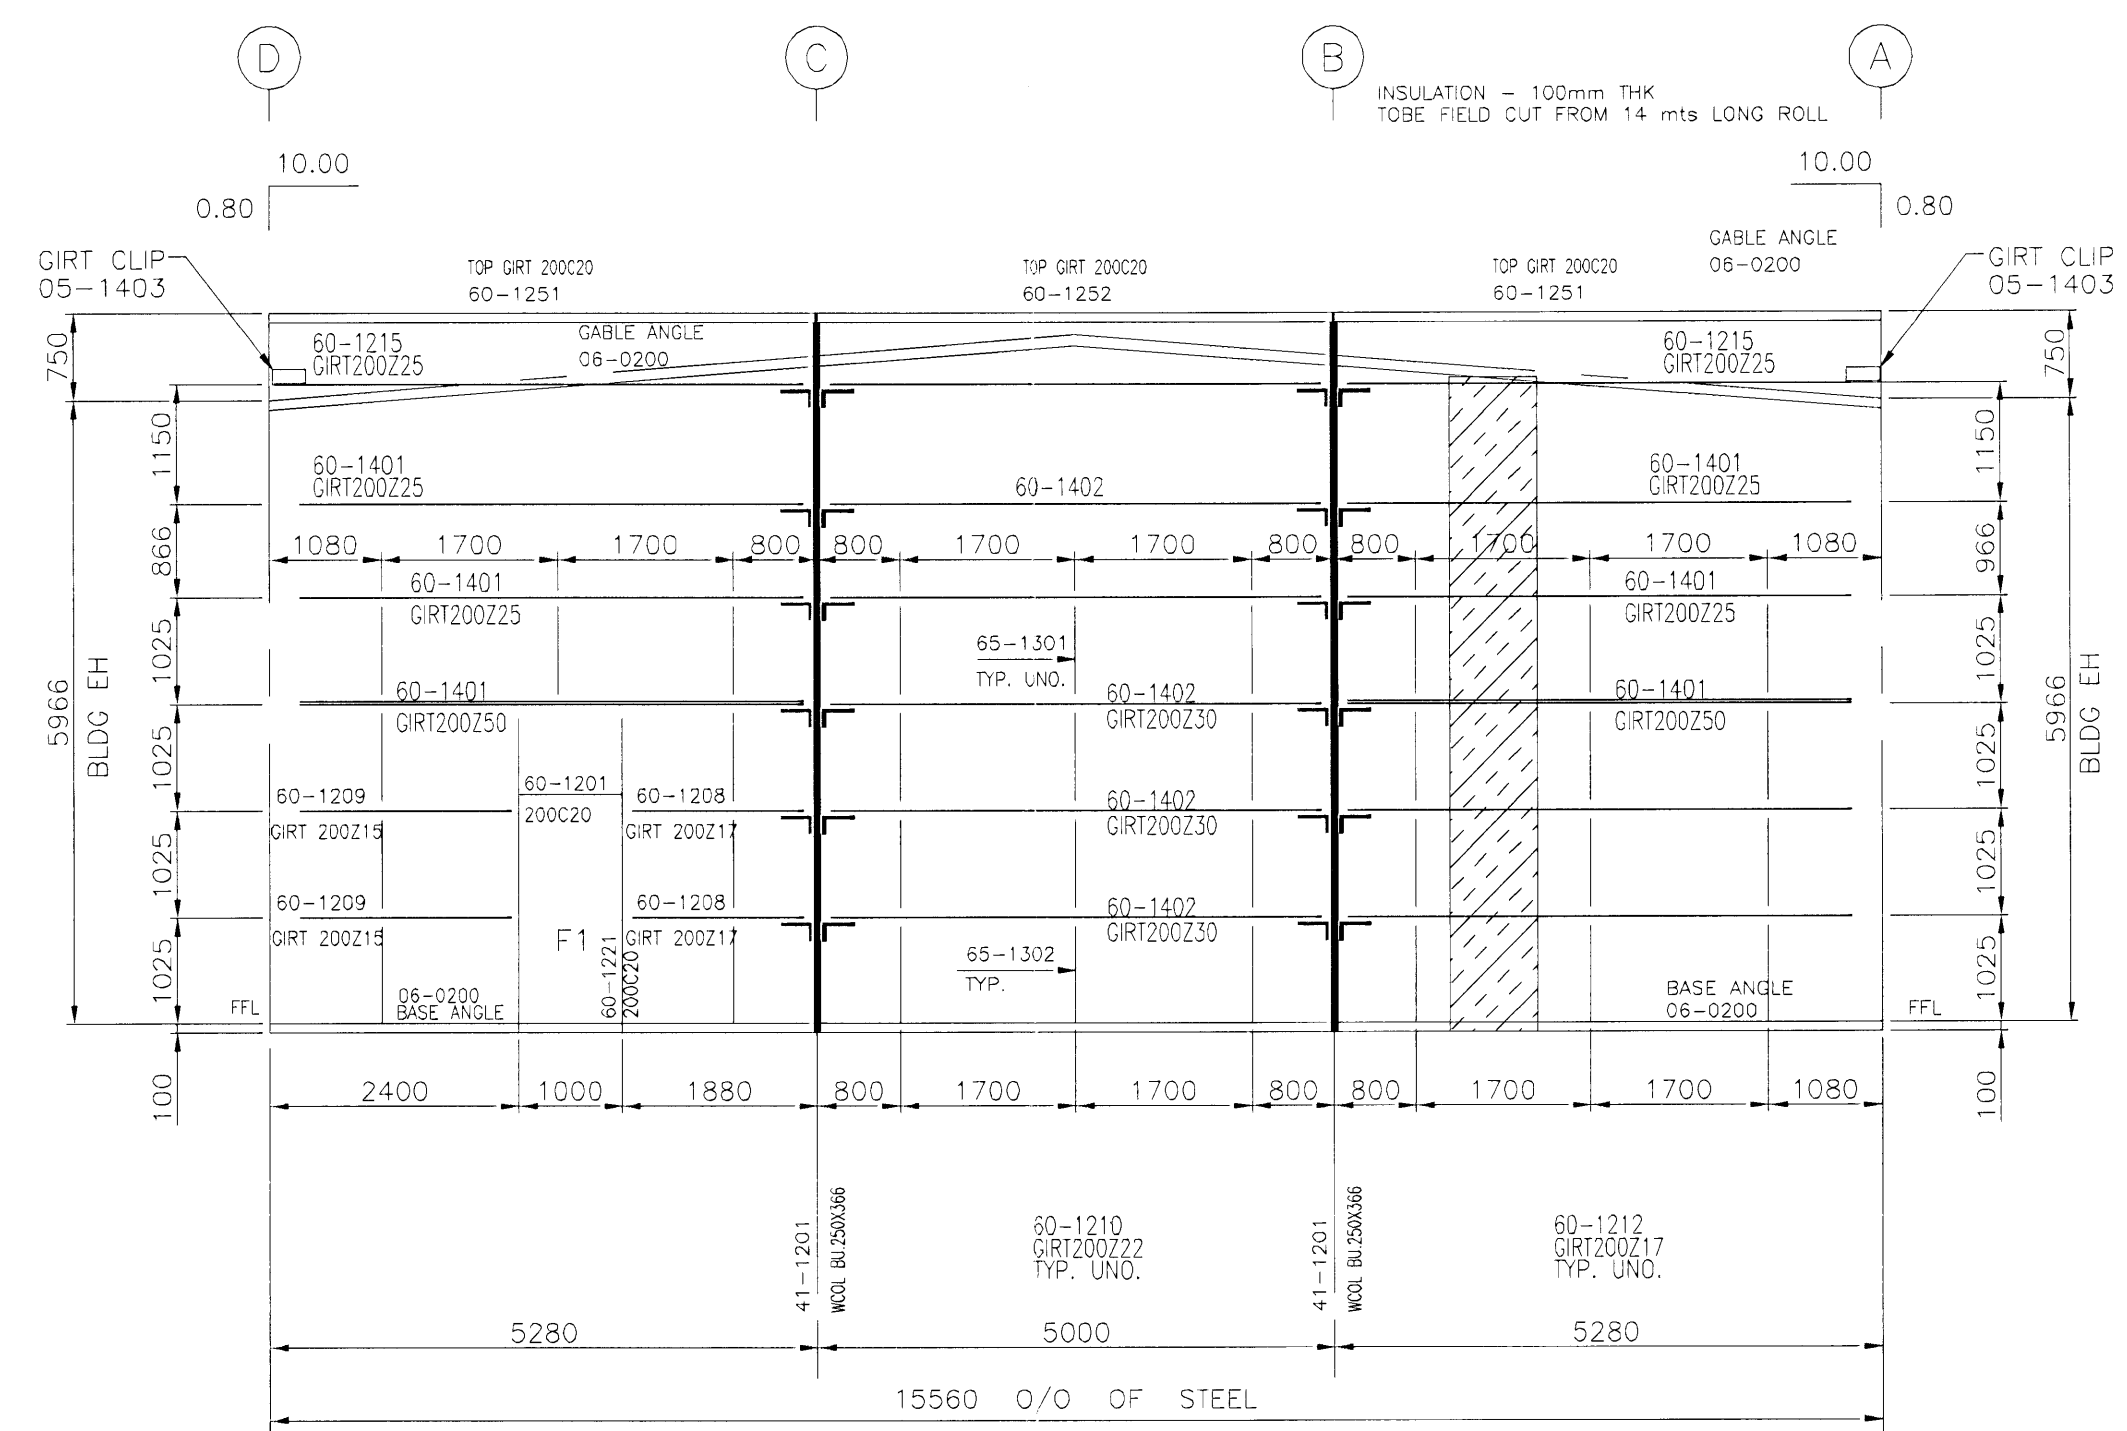 D
C
B
A
INSULATION - 100mm THK
TOBE FIELD CUT FROM 14 mts LONG ROLL
10.00
0.80
10.00
0.80
GIRT CLIP
05-1403
TOP GIRT 200C20
60-1251
TOP GIRT 200C20
60-1252
TOP GIRT 200C20
60-1251
GABLE ANGLE
06-0200
GIRT CLIP
05-1403
750
60-1215
GIRT200Z25
GABLE ANGLE
06-0200
60-1215
GIRT200Z25
750
1150
60-1401
GIRT200Z25
60-1402
60-1401
GIRT200Z25
1150
866
1080 1700 1700 800 800 1700 1700 800 800 1700 1700 1080
966
60-1401
GIRT200Z25
60-1401
GIRT200Z25
1025
65-1301
TYP. UNO.
1025
5966
BLDG EH
60-1401
GIRT200Z50
60-1402
GIRT200Z30
60-1401
GIRT200Z50
5966
BLDG EH
1025
60-1209
GIRT 200Z15
60-1201
200C20
60-1208
GIRT 200Z17
60-1402
GIRT200Z30
1025
1025
60-1209
GIRT 200Z15
60-1208
GIRT 200Z17
60-1402
GIRT200Z30
1025
1025
F1
60-1221
200C20
65-1302
TYP.
1025
FFL
06-0200
BASE ANGLE
BASE ANGLE
06-0200
FFL
100
2400 1000 1880 800 1700 1700 800 800 1700 1700 1080
100
41-1201
WCOL BU.250X366
60-1210
GIRT200Z22
TYP. UNO.
41-1201
WCOL BU.250X366
60-1212
GIRT200Z17
TYP. UNO.
5280 5000 5280
15560 O/O OF STEEL